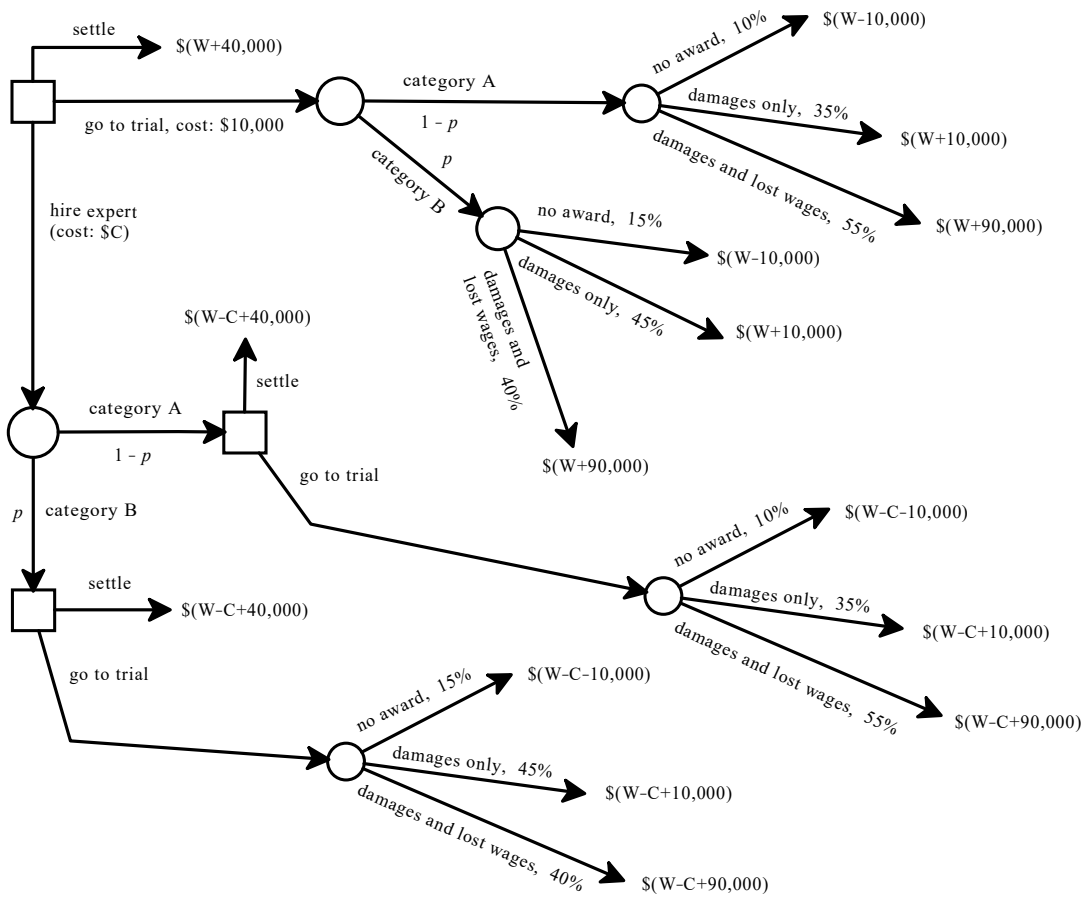 settle
$(W+40,000)
go to trial, cost: $10,000
category A
1 - p
p
category B
no award, 10%
$(W-10,000)
damages only, 35%
$(W+10,000)
damages and lost wages, 55%
$(W+90,000)
no award, 15%
$(W-10,000)
damages only, 45%
$(W+10,000)
damages and
lost wages, 40%
$(W+90,000)
hire expert
(cost: $C)
$(W-C+40,000)
settle
category A
1 - p
go to trial
no award, 10%
$(W-C-10,000)
damages only, 35%
$(W-C+10,000)
damages and lost wages, 55%
$(W-C+90,000)
p
category B
settle
$(W-C+40,000)
go to trial
no award, 15%
$(W-C-10,000)
damages only, 45%
$(W-C+10,000)
damages and lost wages, 40%
$(W-C+90,000)